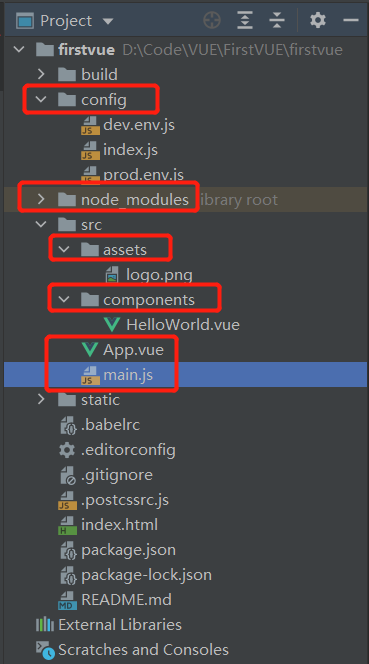 Project
firstvue D:\Code\VUE\FirstVUE\firstvue
build
config
dev.env.js
index.js
prod.env.js
node_modules library root
src
assets
logo.png
components
HelloWorld.vue
App.vue
main.js
static
.babelrc
.editorconfig
.gitignore
.postcssrc.js
index.html
package.json
package-lock.json
README.md
External Libraries
Scratches and Consoles